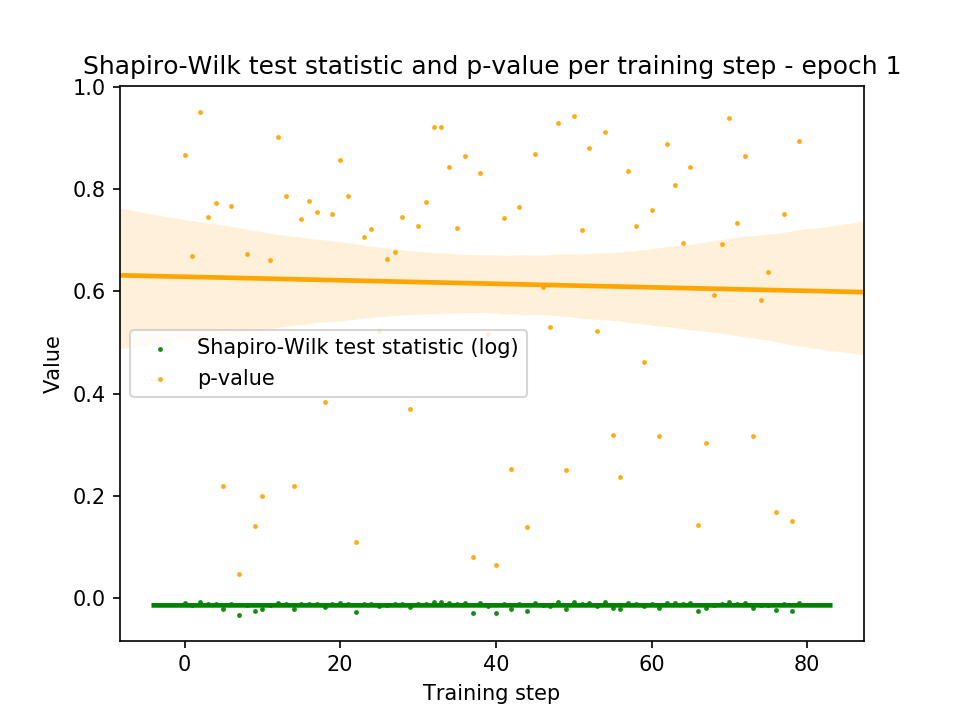 Shapiro-Wilk test statistic and p-value per training step - epoch 1
1.0
0.8
0.6
0.4
0.2
0.0
Value
Shapiro-Wilk test statistic (log)
p-value
0
20
40
60
80
Training step